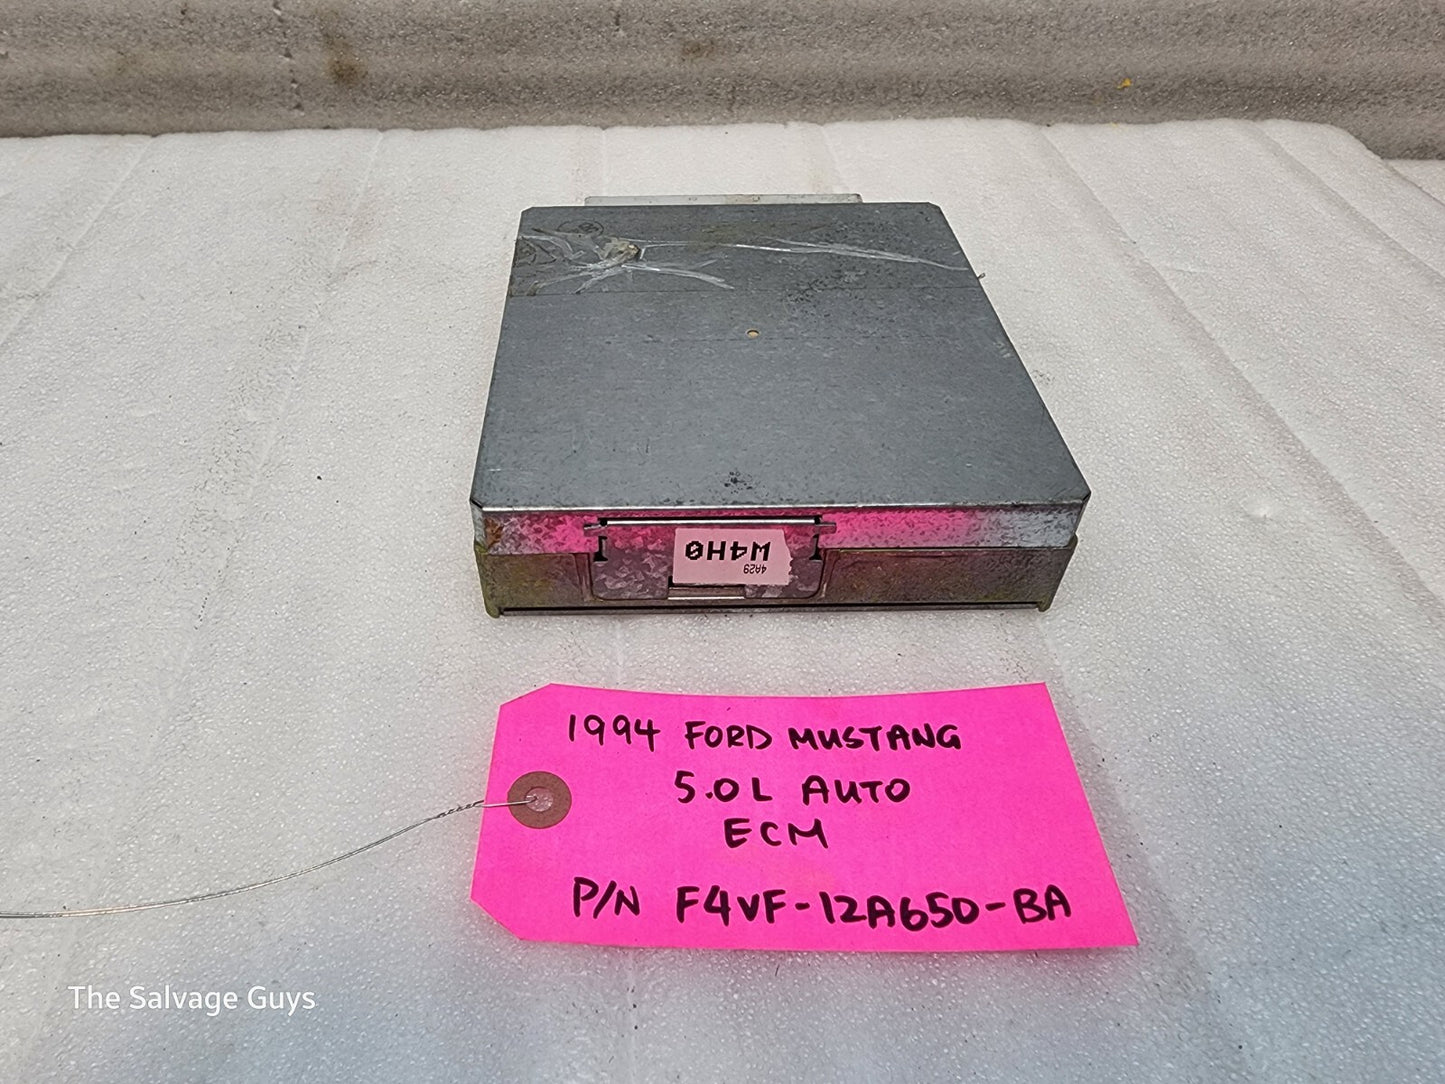 W4H0
4A29
1994 FORD MUSTANG
5.0L AUTO
ECM
P/N F4VF-12A650-BA
The Salvage Guys